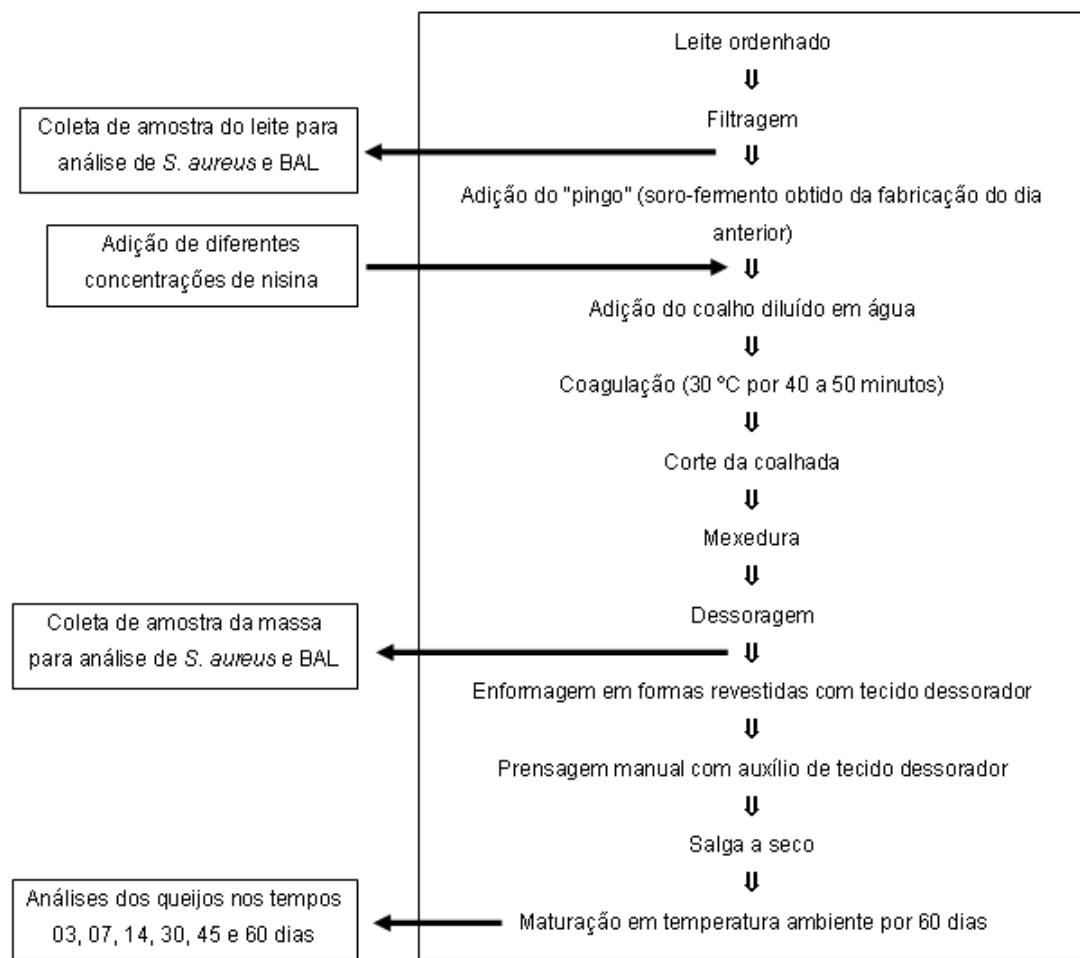 Leite ordenhado
⇓
Filtragem
Coleta de amostra do leite para
análise de S. aureus e BAL
⇓
Adição do "pingo" (soro-fermento obtido da fabricação do dia
anterior)
Adição de diferentes
concentrações de nisina
⇓
Adição do coalho diluído em água
⇓
Coagulação (30 ºC por 40 a 50 minutos)
⇓
Corte da coalhada
⇓
Mexedura
⇓
Dessoragem
Coleta de amostra da massa
para análise de S. aureus e BAL
⇓
Enformagem em formas revestidas com tecido dessorador
⇓
Prensagem manual com auxílio de tecido dessorador
⇓
Salga a seco
⇓
Análises dos queijos nos tempos
03, 07, 14, 30, 45 e 60 dias
Maturação em temperatura ambiente por 60 dias